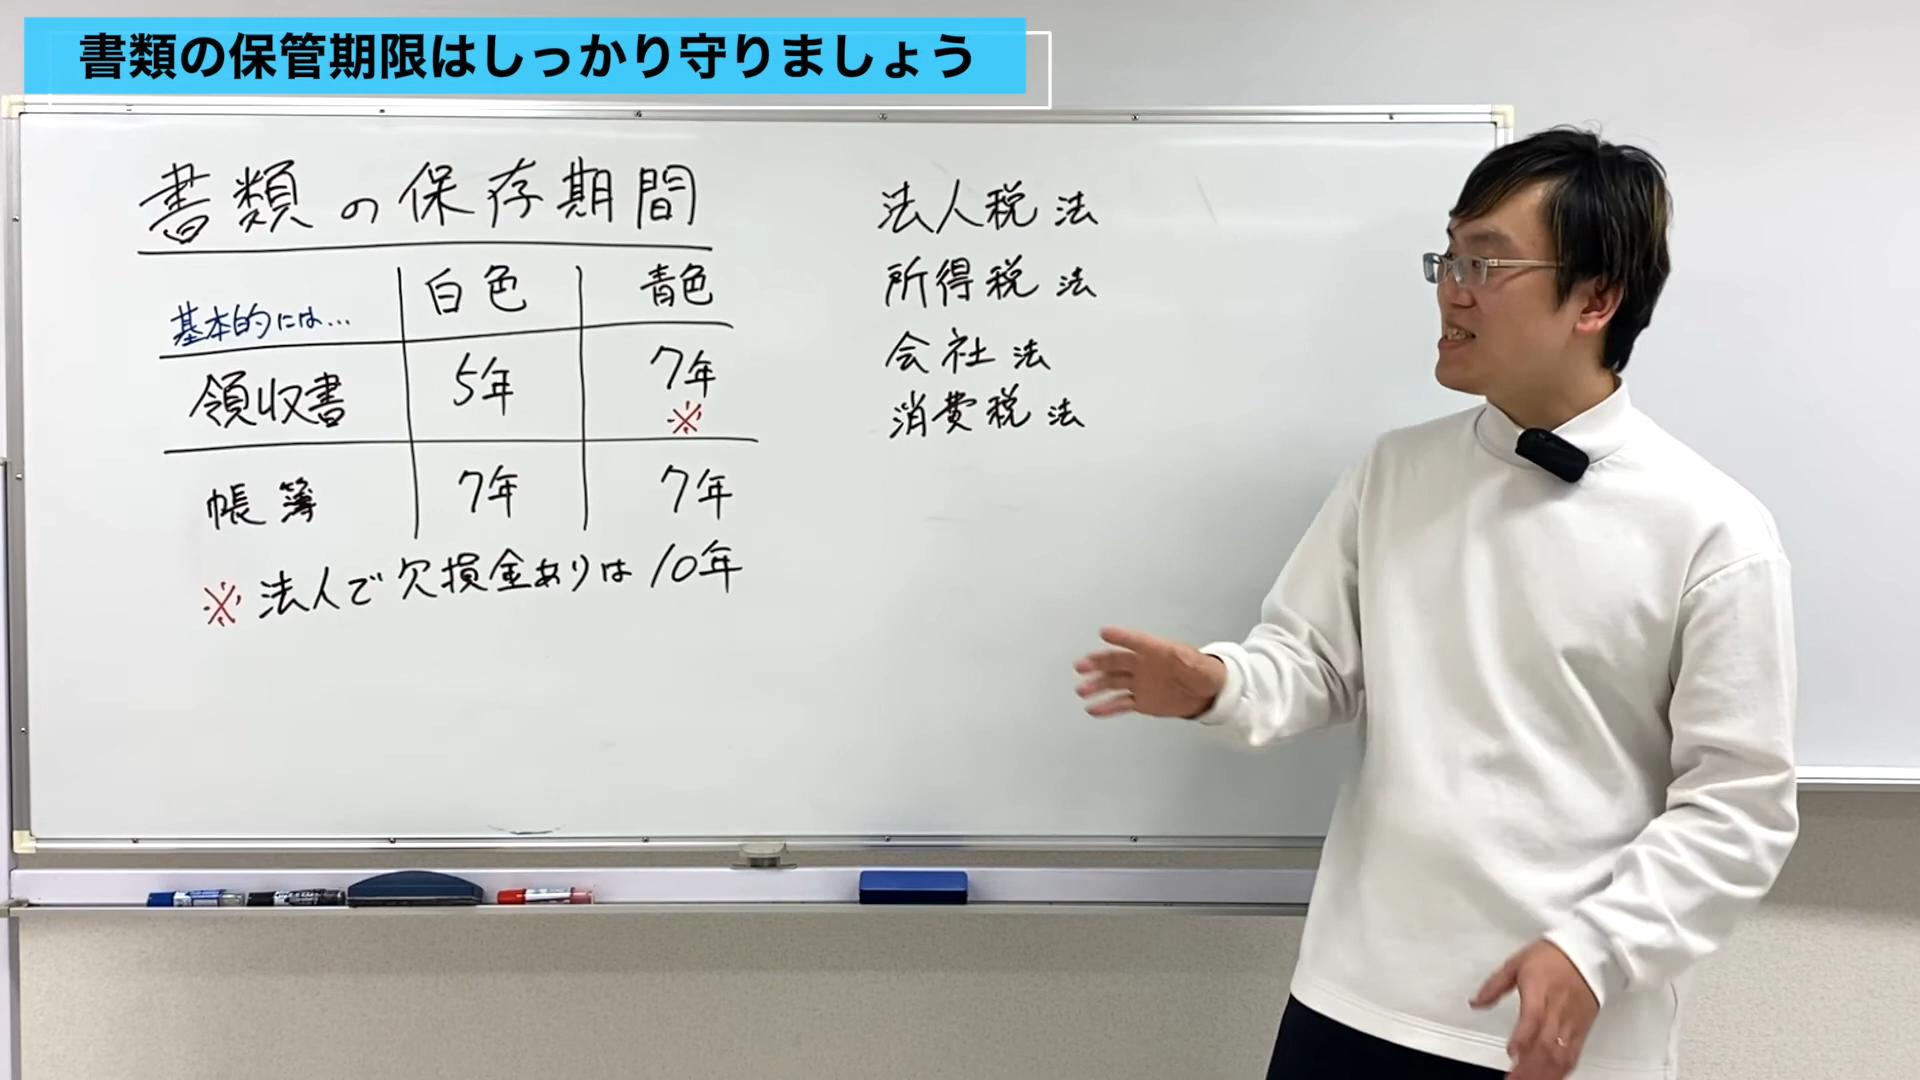 書類の保管期限はしっかり守りましょう
書類の保存期間
基本的には… 白色 青色
領収書 5年 7年
※
帳簿 7年 7年
※ 法人で欠損金ありは 10年
法人税法
所得税法
会社法
消費税法